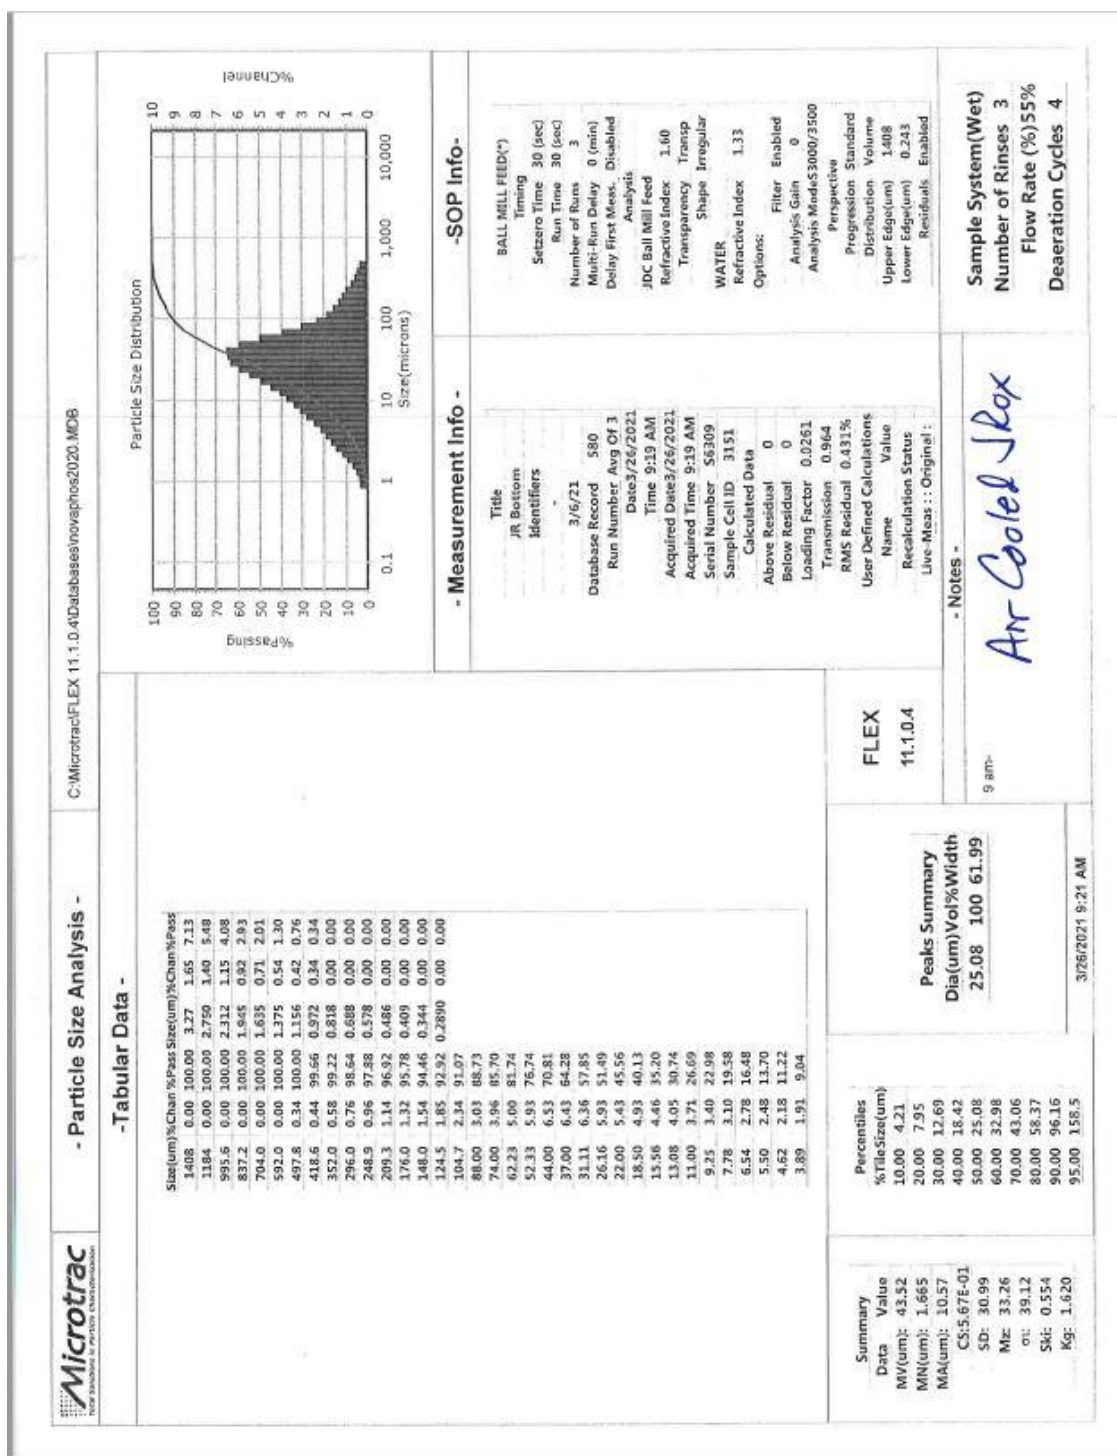 Microtrac
Total Solutions in Particle Characterization
- Particle Size Analysis -
C:\Microtrac\FLEX 11.1.0.4\Databases\novaphos2020.MDB
-Tabular Data -
Size(um)%Chan %Pass Size(um)%Chan%Pass
1408 0.00 100.00 3.27 1.65 7.13
1184 0.00 100.00 2.750 1.40 5.48
995.6 0.00 100.00 2.312 1.15 4.08
837.2 0.00 100.00 1.945 0.92 2.93
704.0 0.00 100.00 1.635 0.71 2.01
592.0 0.00 100.00 1.375 0.54 1.30
497.8 0.34 100.00 1.156 0.42 0.76
418.6 0.44 99.66 0.972 0.34 0.34
352.0 0.58 99.22 0.818 0.00 0.00
296.0 0.76 98.64 0.688 0.00 0.00
248.9 0.96 97.88 0.578 0.00 0.00
209.3 1.14 96.92 0.486 0.00 0.00
176.0 1.32 95.78 0.409 0.00 0.00
148.0 1.54 94.46 0.344 0.00 0.00
124.5 1.85 92.92 0.2890 0.00 0.00
104.7 2.34 91.07
88.00 3.03 88.73
74.00 3.96 85.70
62.23 5.00 81.74
52.33 5.93 76.74
44.00 6.53 70.81
37.00 6.43 64.28
31.11 6.36 57.85
26.16 5.93 51.49
22.00 5.43 45.56
18.50 4.93 40.13
15.56 4.46 35.20
13.08 4.05 30.74
11.00 3.71 26.69
9.25 3.40 22.98
7.78 3.10 19.58
6.54 2.78 16.48
5.50 2.48 13.70
4.62 2.18 11.22
3.89 1.91 9.04
Particle Size Distribution
%Passing
100
90
80
70
60
50
40
30
20
10
0
%Channel
10
9
8
7
6
5
4
3
2
1
0
0.1 1 10 100 1,000 10,000
Size(microns)
- Measurement Info -
Title
JR Bottom
Identifiers
-
3/6/21
Database Record 580
Run Number Avg Of 3
Date3/26/2021
Time 9:19 AM
Acquired Date3/26/2021
Acquired Time 9:19 AM
Serial Number S6309
Sample Cell ID 3151
Calculated Data
Above Residual 0
Below Residual 0
Loading Factor 0.0261
Transmission 0.964
RMS Residual 0.431%
User Defined Calculations
Name Value
Recalculation Status
Live-Meas : : Original :
-SOP Info-
BALL MILL FEED(*)
Timing
Setzero Time 30 (sec)
Run Time 30 (sec)
Number of Runs 3
Multi-Run Delay 0 (min)
Delay First Meas. Disabled
Analysis
JDC Ball Mill Feed
Refractive Index 1.60
Transparency Transp
Shape Irregular
WATER
Refractive Index 1.33
Options:
Filter Enabled
Analysis Gain 0
Analysis ModeS3000/3500
Perspective
Progression Standard
Distribution Volume
Upper Edge(um) 1408
Lower Edge(um) 0.243
Residuals Enabled
Summary
Data Value
MV(um): 43.52
MN(um): 1.665
MA(um): 10.57
CS:5.67E-01
SD: 30.99
Mz: 33.26
σı: 39.12
Ski: 0.554
Kg: 1.620
Percentiles
%TileSize(um)
10.00 4.21
20.00 7.95
30.00 12.69
40.00 18.42
50.00 25.08
60.00 32.98
70.00 43.06
80.00 58.37
90.00 96.16
95.00 158.5
Peaks Summary
Dia(um)Vol%Width
25.08 100 61.99
FLEX
11.1.0.4
- Notes -
9 am-
Air Cooled JRox
Sample System(Wet)
Number of Rinses 3
Flow Rate (%)55%
Deaeration Cycles 4
3/26/2021 9:21 AM